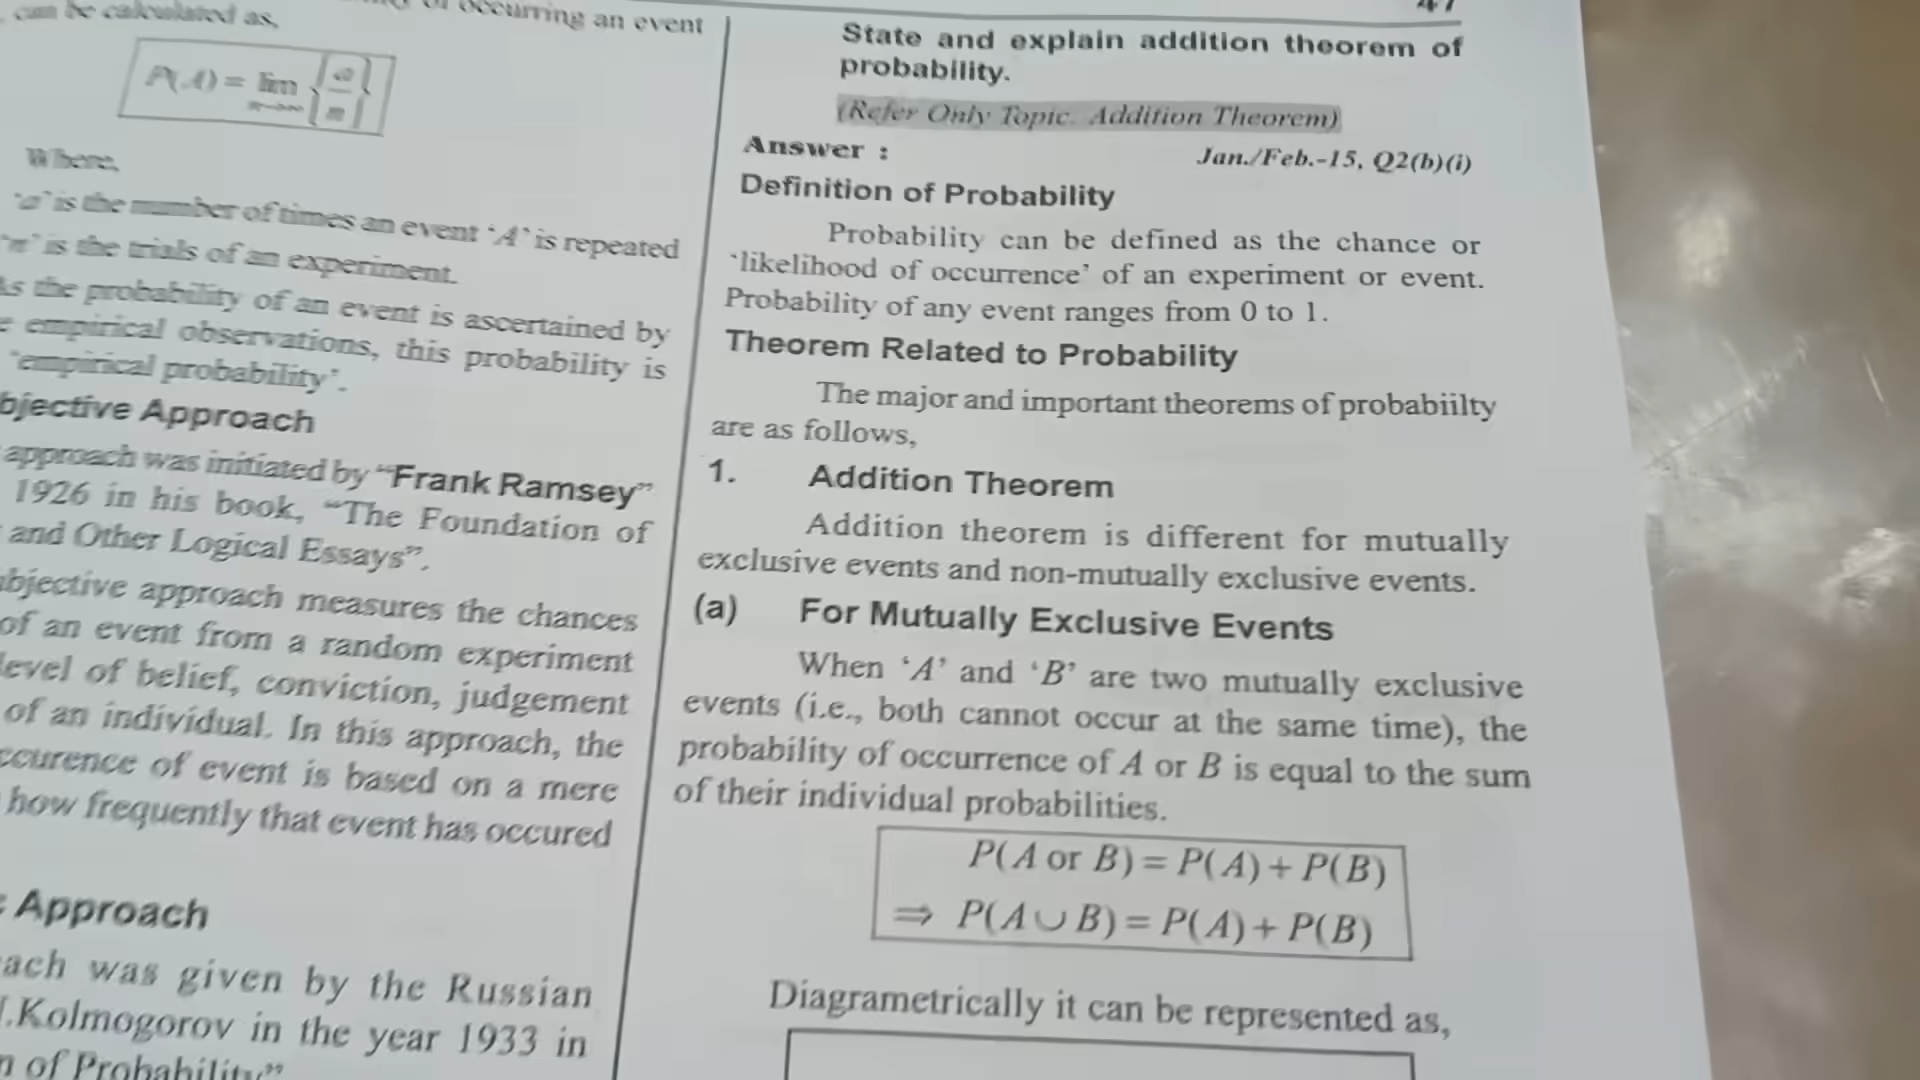 can be calculated as,
of occurring an event
P(A) = lim n→∞ {a/n}
Where,
'a' is the number of times an event 'A' is repeated
'n' is the trials of an experiment.
As the probability of an event is ascertained by
empirical observations, this probability is
"empirical probability'.
bjective Approach
approach was initiated by "Frank Ramsey"
1926 in his book, "The Foundation of
and Other Logical Essays".
bjective approach measures the chances
of an event from a random experiment
level of belief, conviction, judgement
of an individual. In this approach, the
ccurence of event is based on a mere
how frequently that event has occured
Approach
ach was given by the Russian
.Kolmogorov in the year 1933 in
of Probability"
47
State and explain addition theorem of
probability.
(Refer Only Topic. Addition Theorem)
Answer : Jan./Feb.-15, Q2(b)(i)
Definition of Probability
Probability can be defined as the chance or
'likelihood of occurrence' of an experiment or event.
Probability of any event ranges from 0 to 1.
Theorem Related to Probability
The major and important theorems of probabiilty
are as follows,
1. Addition Theorem
Addition theorem is different for mutually
exclusive events and non-mutually exclusive events.
(a) For Mutually Exclusive Events
When 'A' and 'B' are two mutually exclusive
events (i.e., both cannot occur at the same time), the
probability of occurrence of A or B is equal to the sum
of their individual probabilities.
P(A or B) = P(A) + P(B)
⇒ P(A ∪ B) = P(A) + P(B)
Diagrametrically it can be represented as,